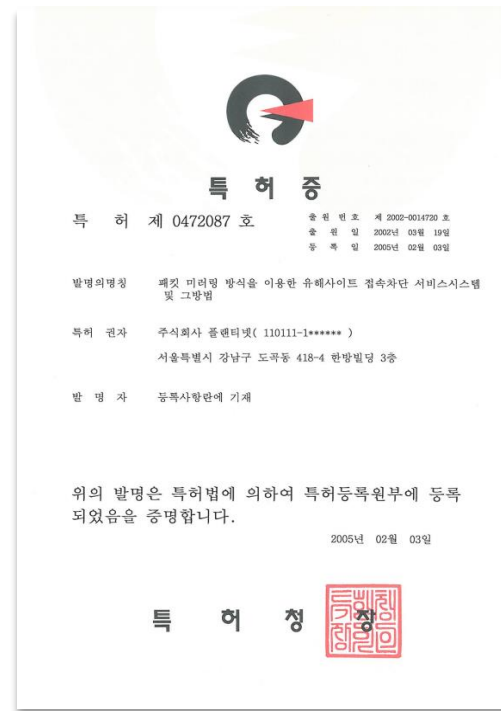 특 허 증
특 허 제 0472087 호
출 원 번 호 제 2002-0014720 호
출 원 일 2002년 03월 19일
등 록 일 2005년 02월 03일
발명의명칭 패킷 미러링 방식을 이용한 유해사이트 접속차단 서비스시스템
및 그방법
특허 권자 주식회사 플랜티넷( 110111-1****** )
서울특별시 강남구 도곡동 418-4 한방빌딩 3층
발 명 자 등록사항란에 기재
위의 발명은 특허법에 의하여 특허등록원부에 등록
되었음을 증명합니다.
2005년 02월 03일
특 허 청 장